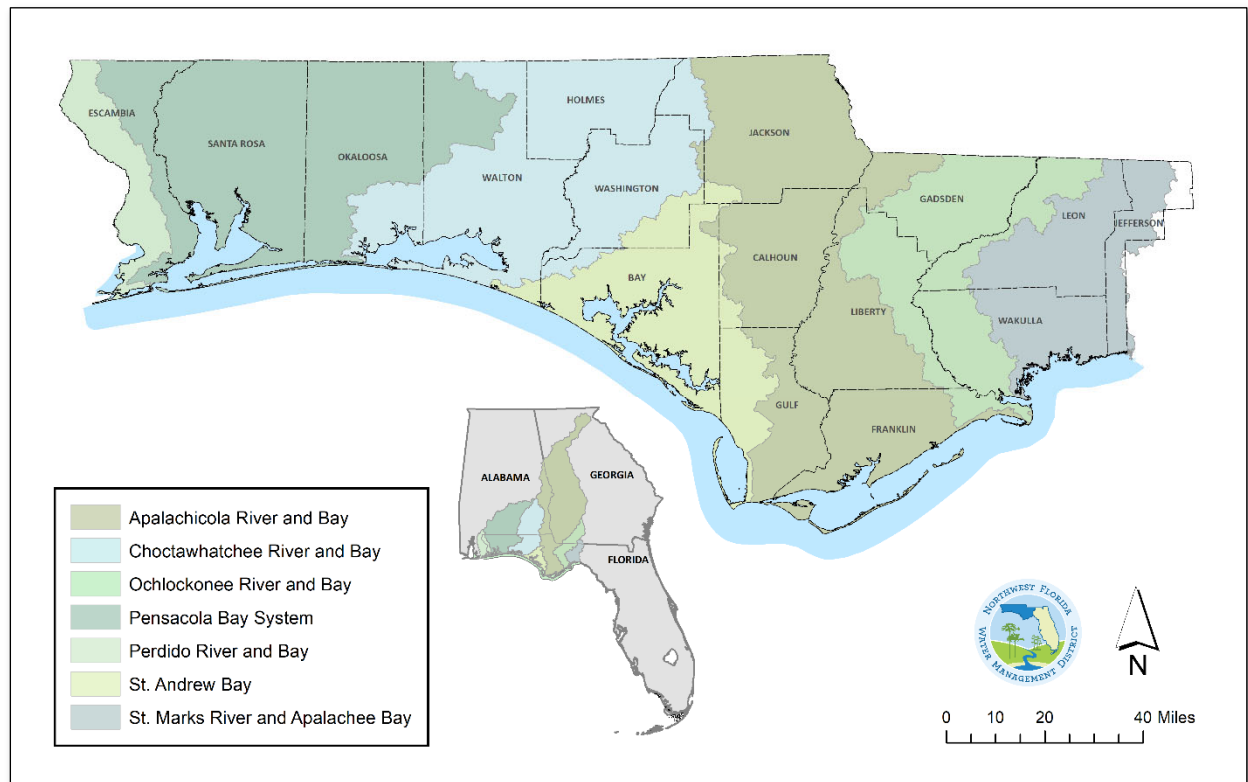 ESCAMBIA
SANTA ROSA
OKALOOSA
WALTON
HOLMES
WASHINGTON
JACKSON
BAY
CALHOUN
GULF
LIBERTY
FRANKLIN
GADSDEN
LEON
JEFFERSON
WAKULLA
ALABAMA
GEORGIA
FLORIDA
Apalachicola River and Bay
Choctawhatchee River and Bay
Ochlockonee River and Bay
Pensacola Bay System
Perdido River and Bay
St. Andrew Bay
St. Marks River and Apalachee Bay
NORTHWEST FLORIDA
WATER MANAGEMENT DISTRICT
N
0 10 20 40 Miles